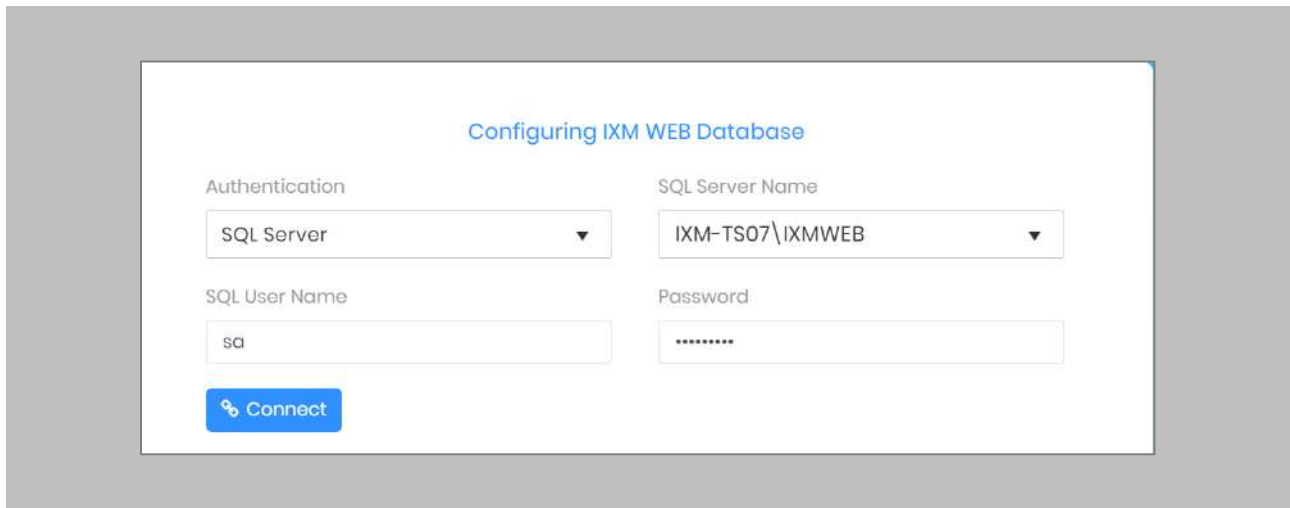 Configuring IXM WEB Database
Authentication
SQL Server Name
SQL Server
IXM-TS07\IXMWEB
SQL User Name
Password
sa
•••••••••
Connect